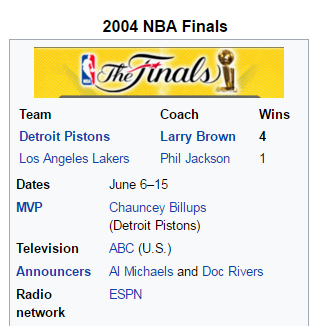 2004 NBA Finals
NBA The Finals
Team Coach Wins
Detroit Pistons Larry Brown 4
Los Angeles Lakers Phil Jackson 1
Dates June 6–15
MVP Chauncey Billups
(Detroit Pistons)
Television ABC (U.S.)
Announcers Al Michaels and Doc Rivers
Radio ESPN
network